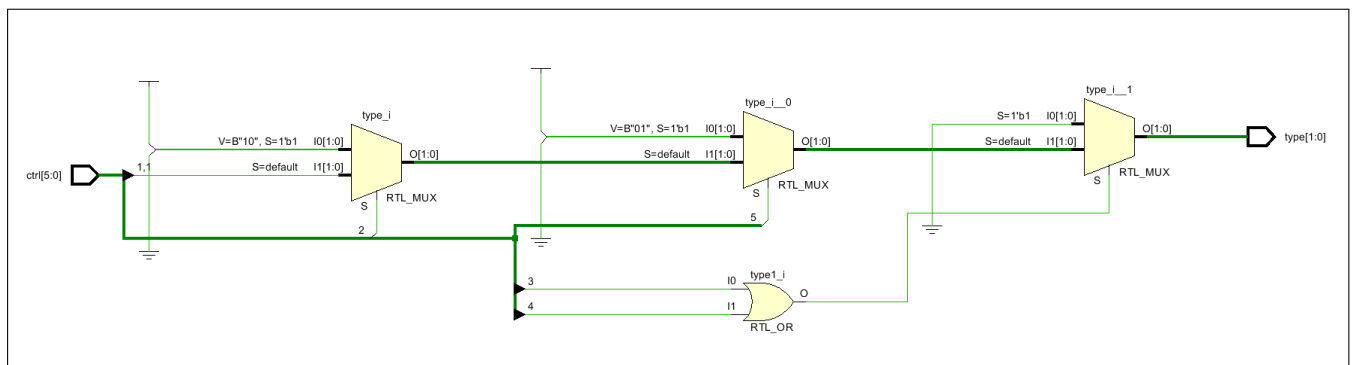 type_i
V=B"10", S=1'b1 I0[1:0]
O[1:0]
ctrl[5:0]
1,1
S=default I1[1:0]
S
RTL_MUX
2
type_i__0
V=B"01", S=1'b1 I0[1:0]
O[1:0]
S=default I1[1:0]
S
RTL_MUX
5
type_i__1
S=1'b1 I0[1:0]
O[1:0]
S=default I1[1:0]
S
RTL_MUX
type[1:0]
type1_i
3 I0
O
4 I1
RTL_OR